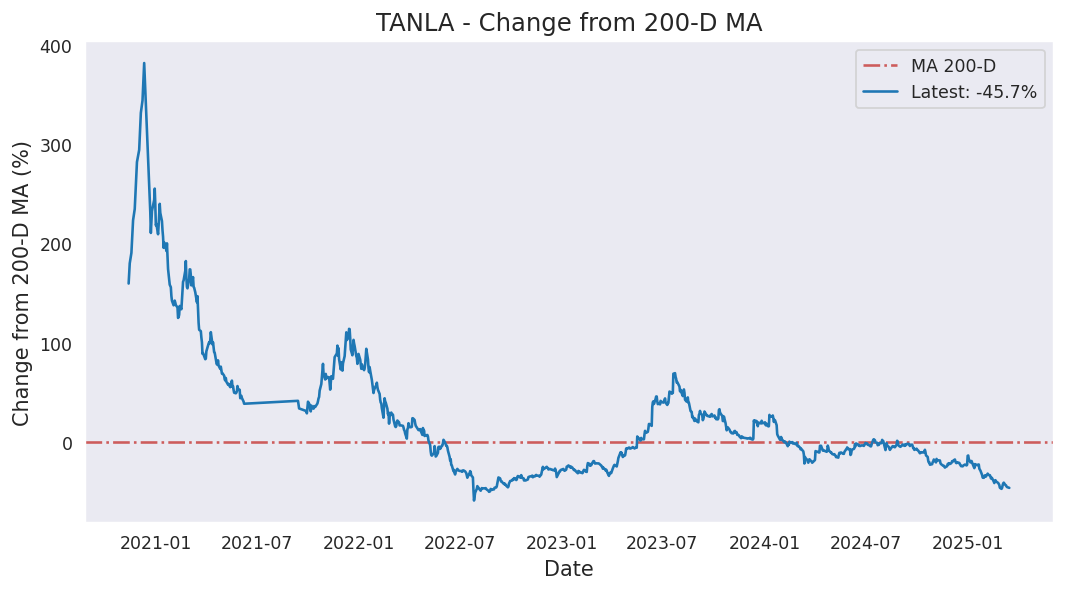 TANLA - Change from 200-D MA
MA 200-D
Latest: -45.7%
Change from 200-D MA (%)
400
300
200
100
0
2021-01 2021-07 2022-01 2022-07 2023-01 2023-07 2024-01 2024-07 2025-01
Date